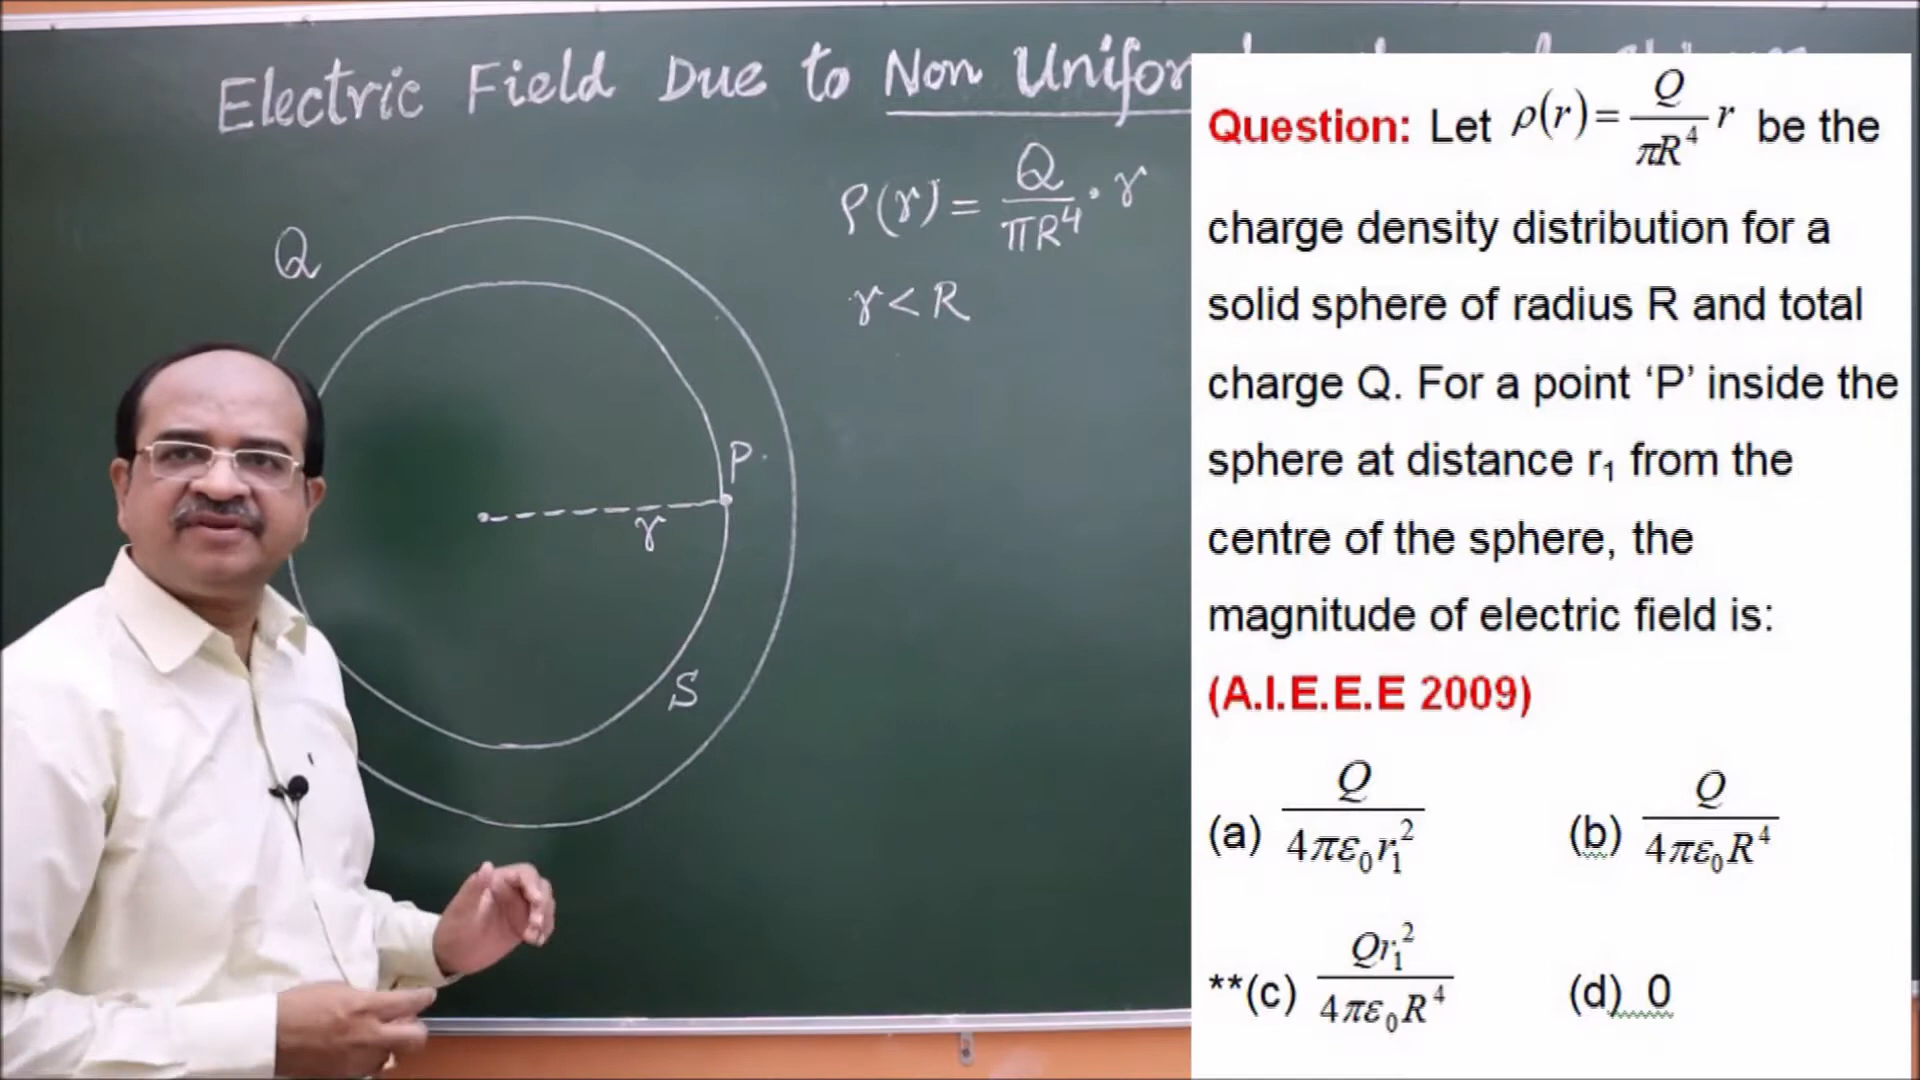 Electric Field Due to Non Unifor
ρ(r) = Q/πR⁴ · r
r < R
Q
P
r
S
Question: Let ρ(r) = Q/πR⁴ r be the
charge density distribution for a
solid sphere of radius R and total
charge Q. For a point ‘P’ inside the
sphere at distance r₁ from the
centre of the sphere, the
magnitude of electric field is:
(A.I.E.E.E 2009)
(a) Q/4πε₀r₁² (b) Q/4πε₀R⁴
**(c) Qr₁²/4πε₀R⁴ (d) 0